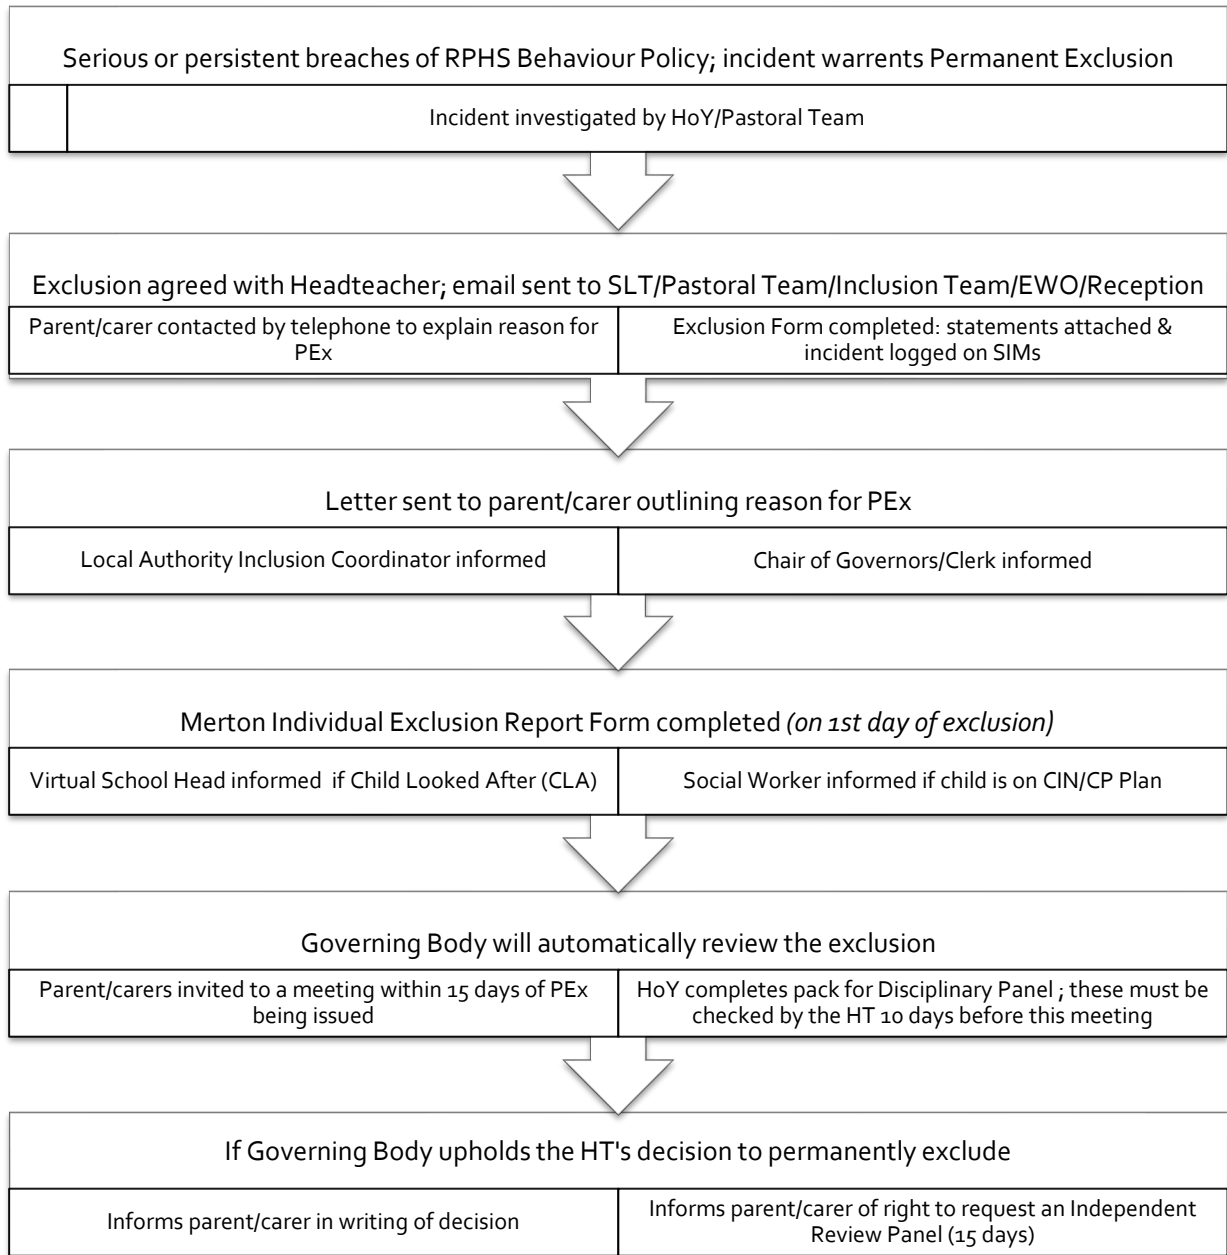 Serious or persistent breaches of RPHS Behaviour Policy; incident warrents Permanent Exclusion
Incident investigated by HoY/Pastoral Team
Exclusion agreed with Headteacher; email sent to SLT/Pastoral Team/Inclusion Team/EWO/Reception
Parent/carer contacted by telephone to explain reason for
PEx
Exclusion Form completed: statements attached &
incident logged on SIMs
Letter sent to parent/carer outlining reason for PEx
Local Authority Inclusion Coordinator informed
Chair of Governors/Clerk informed
Merton Individual Exclusion Report Form completed (on 1st day of exclusion)
Virtual School Head informed  if Child Looked After (CLA)
Social Worker informed if child is on CIN/CP Plan
Governing Body will automatically review the exclusion
Parent/carers invited to a meeting within 15 days of PEx
being issued
HoY completes pack for Disciplinary Panel ; these must be
checked by the HT 10 days before this meeting
If Governing Body upholds the HT's decision to permanently exclude
Informs parent/carer in writing of decision
Informs parent/carer of right to request an Independent
Review Panel (15 days)